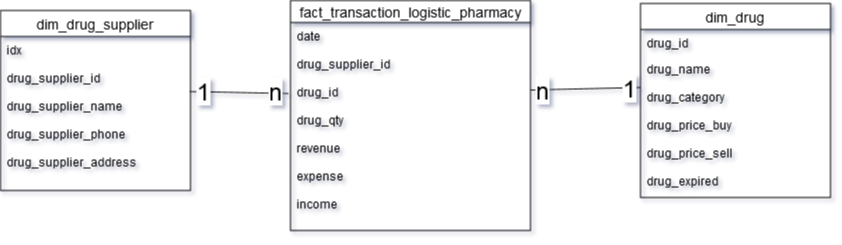 dim_drug_supplier
idx
drug_supplier_id
drug_supplier_name
drug_supplier_phone
drug_supplier_address
1
n
fact_transaction_logistic_pharmacy
date
drug_supplier_id
drug_id
drug_qty
revenue
expense
income
n
1
dim_drug
drug_id
drug_name
drug_category
drug_price_buy
drug_price_sell
drug_expired